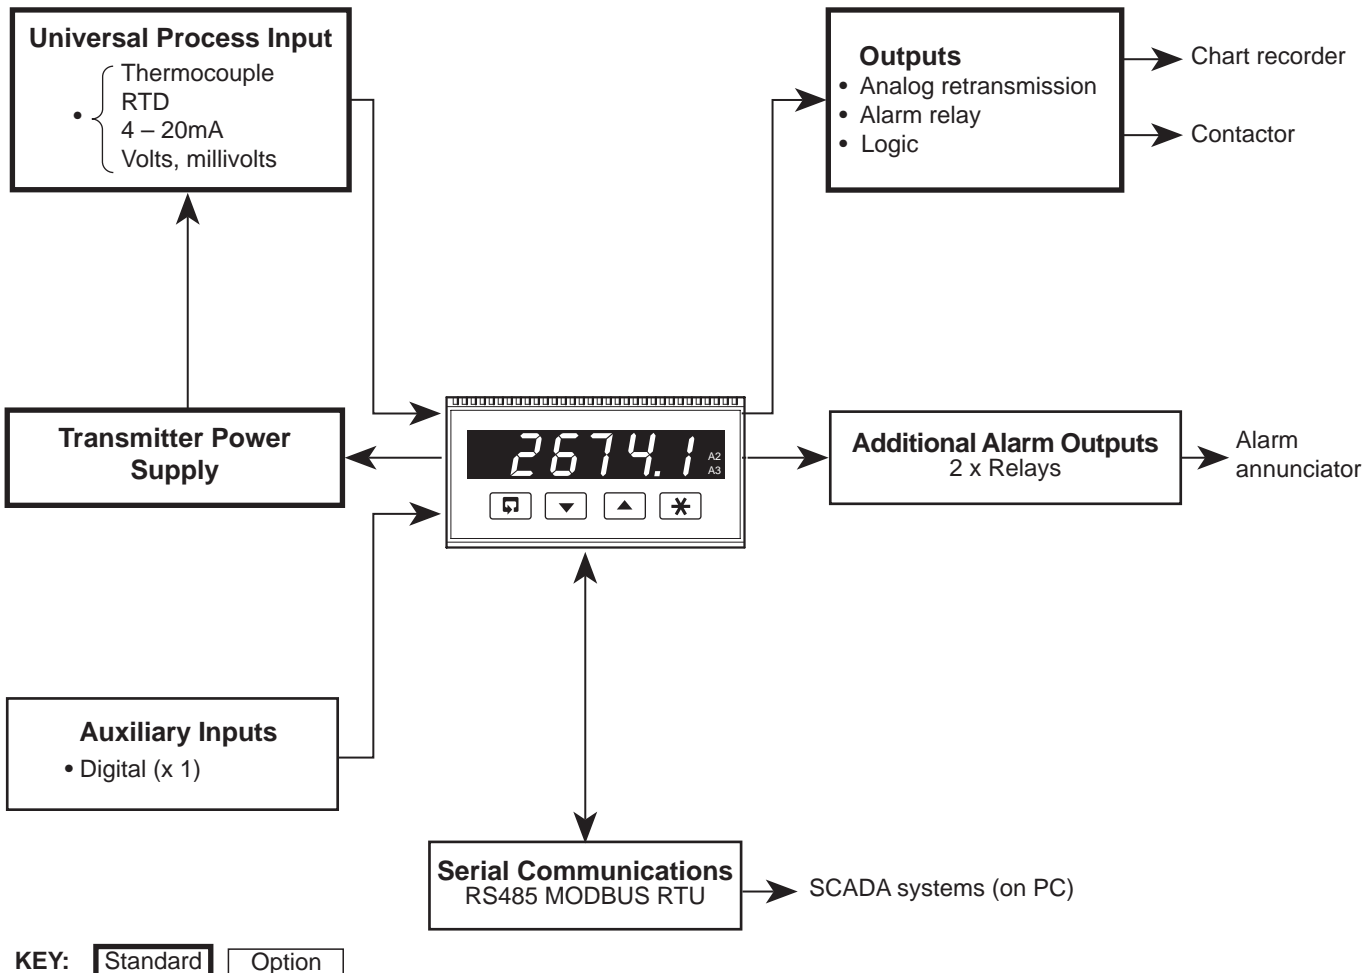 Universal Process Input
• Thermocouple
RTD
4 – 20mA
Volts, millivolts
Outputs
• Analog retransmission
• Alarm relay
• Logic
Chart recorder
Contactor
Transmitter Power
Supply
2674.1
A2
A3
Additional Alarm Outputs
2 x Relays
Alarm
annunciator
Auxiliary Inputs
• Digital (x 1)
Serial Communications
RS485 MODBUS RTU
SCADA systems (on PC)
KEY: Standard Option